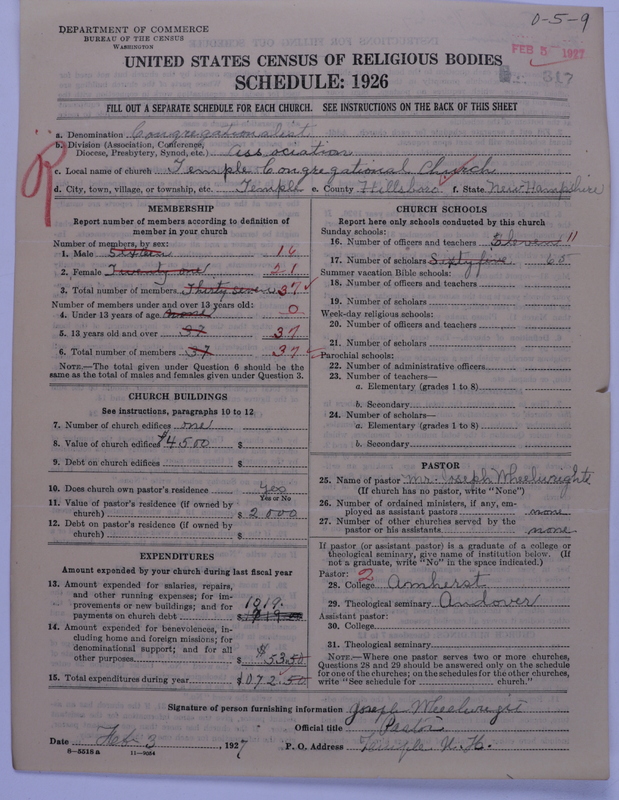 DEPARTMENT OF COMMERCE
BUREAU OF THE CENSUS
WASHINGTON
0-5-9
FEB 5 1927
317
UNITED STATES CENSUS OF RELIGIOUS BODIES
SCHEDULE: 1926
FILL OUT A SEPARATE SCHEDULE FOR EACH CHURCH. SEE INSTRUCTIONS ON THE BACK OF THIS SHEET
a. Denomination Congregationalist
b. Division (Association, Conference,
Diocese, Presbytery, Synod, etc.) Association
c. Local name of church Temple Congregational Church
d. City, town, village, or township, etc. Temple e. County Hillsboro f. State New Hampshire
MEMBERSHIP
Report number of members according to definition of
member in your church
Number of members, by sex:
1. Male Sixteen 16
2. Female Twenty one 21
3. Total number of members Thirty seven 37
Number of members under and over 13 years old:
4. Under 13 years of age none 0
5. 13 years old and over 37 37
6. Total number of members 37 37
NOTE.—The total given under Question 6 should be the
same as the total of males and females given under Question 3.
CHURCH BUILDINGS
See instructions, paragraphs 10 to 12
7. Number of church edifices one
8. Value of church edifices $4500 $
9. Debt on church edifices $
10. Does church own pastor's residence Yes
Yes or No
11. Value of pastor's residence (if owned by
church) $ 2000
12. Debt on pastor's residence (if owned by
church) $
EXPENDITURES
Amount expended by your church during last fiscal year
13. Amount expended for salaries, repairs,
and other running expenses; for im-
provements or new buildings; and for
payments on church debt 1019. $
14. Amount expended for benevolences, in-
cluding home and foreign missions; for
denominational support; and for all
other purposes $ 53.50
15. Total expenditures during year $1072.50
CHURCH SCHOOLS
Report here only schools conducted by this church
Sunday schools:
16. Number of officers and teachers Eleven 11
17. Number of scholars Sixty five 65
Summer vacation Bible schools:
18. Number of officers and teachers
19. Number of scholars
Week-day religious schools:
20. Number of officers and teachers
21. Number of scholars
Parochial schools:
22. Number of administrative officers
23. Number of teachers—
a. Elementary (grades 1 to 8)
b. Secondary
24. Number of scholars—
a. Elementary (grades 1 to 8)
b. Secondary
PASTOR
25. Name of pastor Mr. Joseph Wheelwright
(If church has no pastor, write "None")
26. Number of ordained ministers, if any, em-
ployed as assistant pastors none
27. Number of other churches served by the
pastor or his assistants none
If pastor (or assistant pastor) is a graduate of a college or
theological seminary, give name of institution below. (If
not a graduate, write "No" in the space indicated.)
Pastor: 2
28. College Amherst
29. Theological seminary Andover
Assistant pastor:
30. College
31. Theological seminary
NOTE.—Where one pastor serves two or more churches,
Questions 28 and 29 should be answered only on the schedule
for one of the churches; on the schedules for the other churches,
write "See schedule for church."
Signature of person furnishing information Joseph Wheelwright
Official title Pastor
Date Feb 3, 1927 P. O. Address Temple N. H.
8—5518 a 11—9054